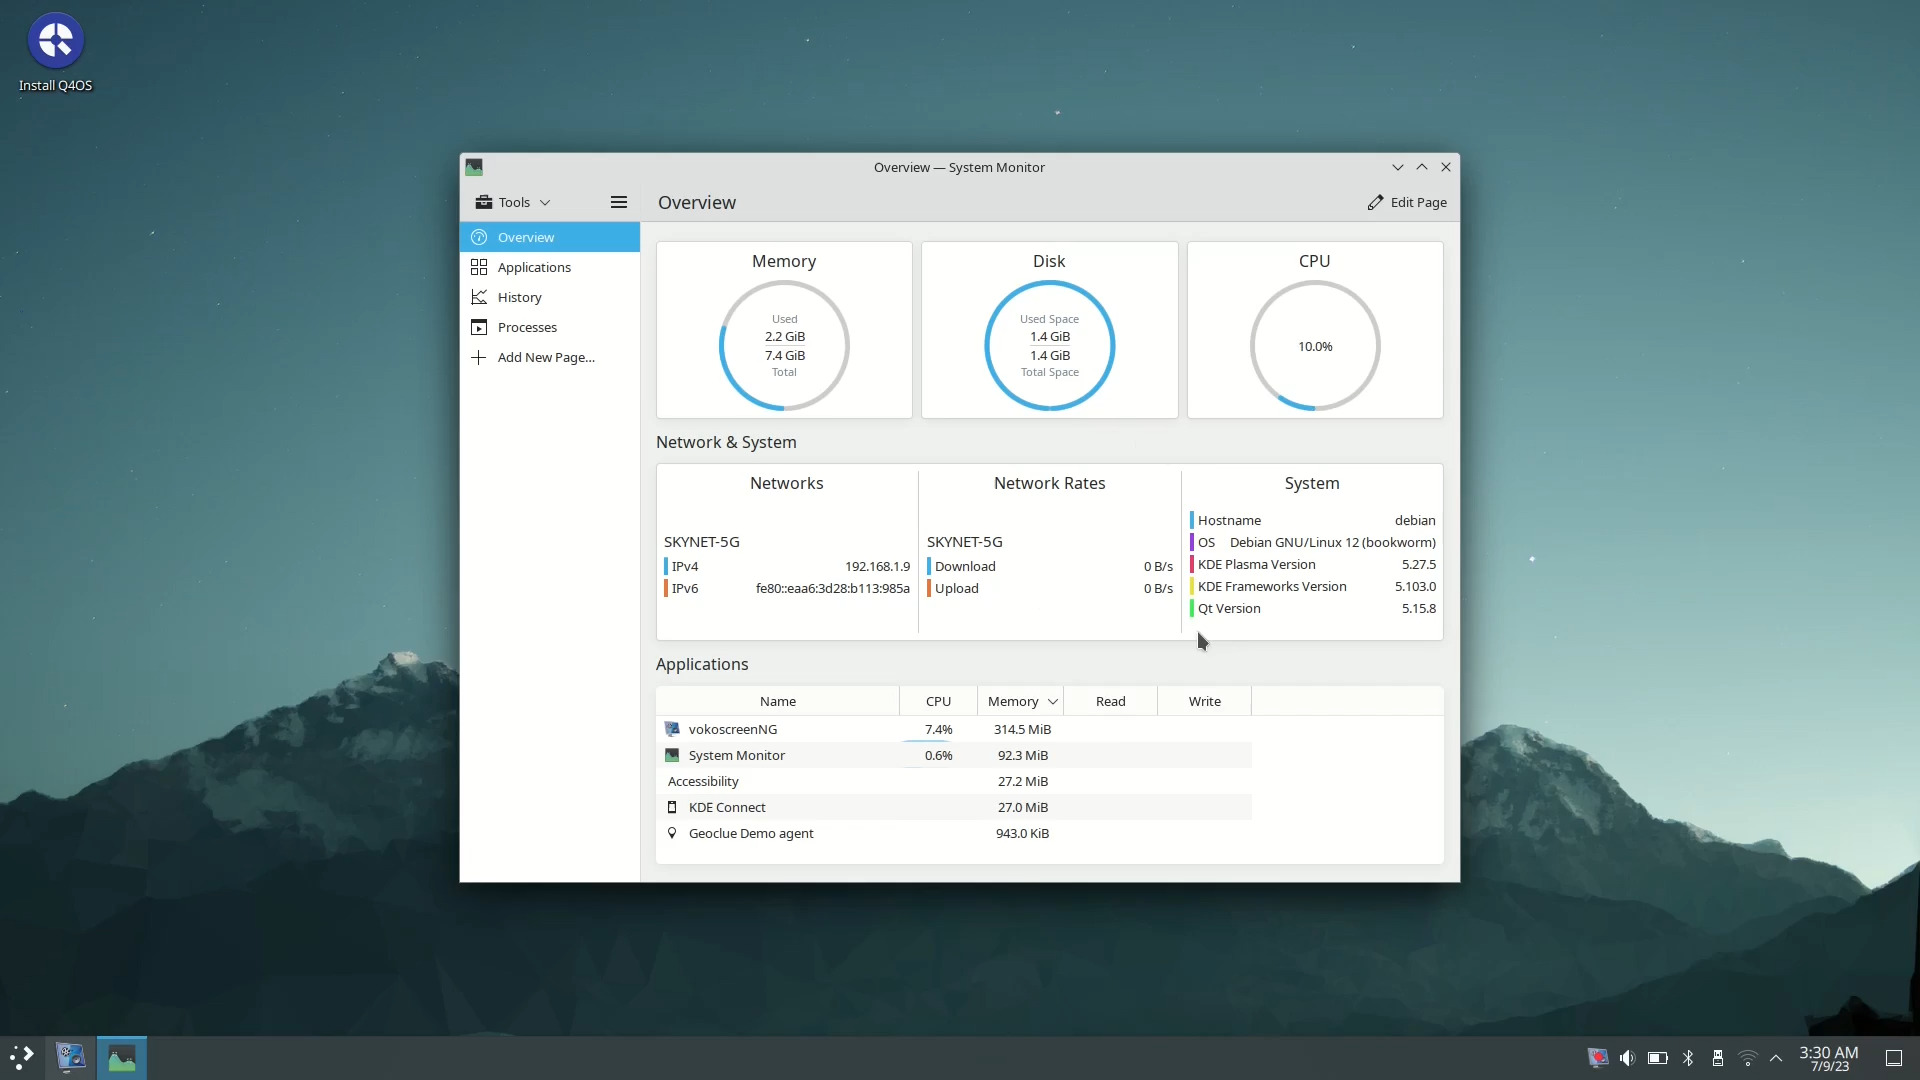 Install Q4OS
Overview — System Monitor
Tools
Overview
Edit Page
Overview
Applications
History
Processes
Add New Page...
Memory
Used
2.2 GiB
7.4 GiB
Total
Disk
Used Space
1.4 GiB
1.4 GiB
Total Space
CPU
10.0%
Network & System
Networks
SKYNET-5G
IPv4 192.168.1.9
IPv6 fe80::eaa6:3d28:b113:985a
Network Rates
SKYNET-5G
Download 0 B/s
Upload 0 B/s
System
Hostname debian
OS Debian GNU/Linux 12 (bookworm)
KDE Plasma Version 5.27.5
KDE Frameworks Version 5.103.0
Qt Version 5.15.8
Applications
Name CPU Memory Read Write
vokoscreenNG 7.4% 314.5 MiB
System Monitor 0.6% 92.3 MiB
Accessibility 27.2 MiB
KDE Connect 27.0 MiB
Geoclue Demo agent 943.0 KiB
3:30 AM
7/9/23